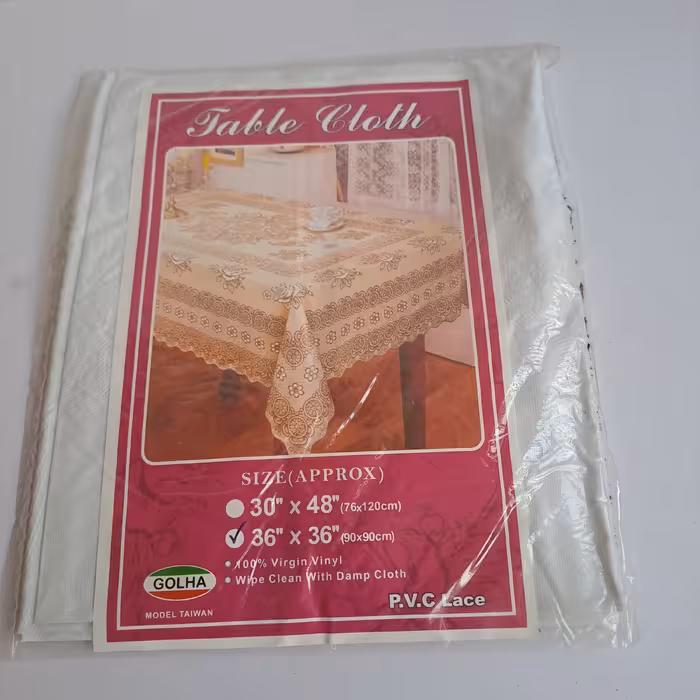 Table Cloth
SIZE(APPROX)
30" x 48" (76x120cm)
36" x 36" (90x90cm)
• 100% Virgin Vinyl
• Wipe Clean With Damp Cloth
GOLHA
MODEL TAIWAN
P.V.C Lace